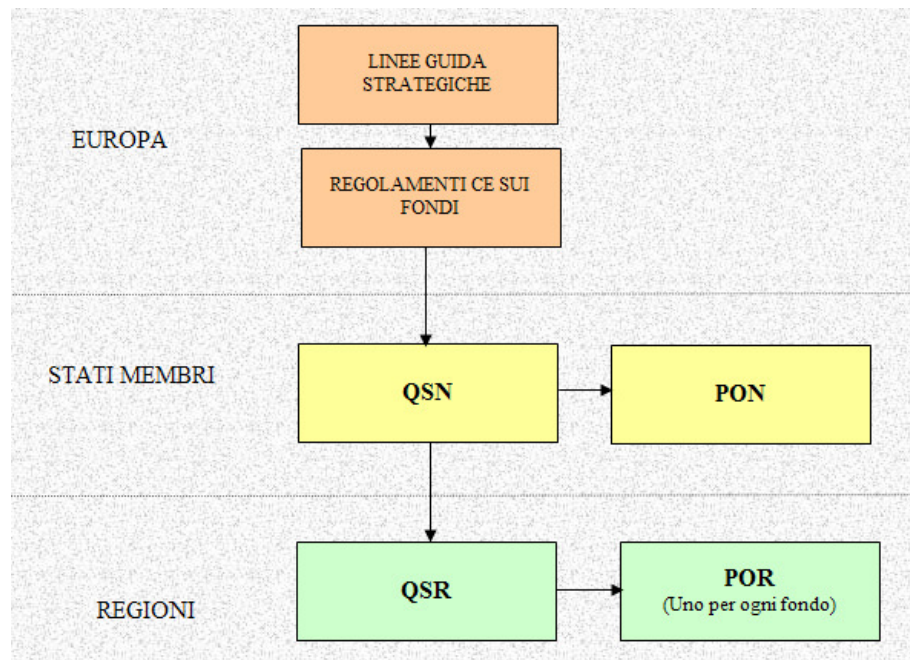 LINEE GUIDA
STRATEGICHE
EUROPA
REGOLAMENTI CE SUI
FONDI
STATI MEMBRI
QSN
PON
REGIONI
QSR
POR
(Uno per ogni fondo)